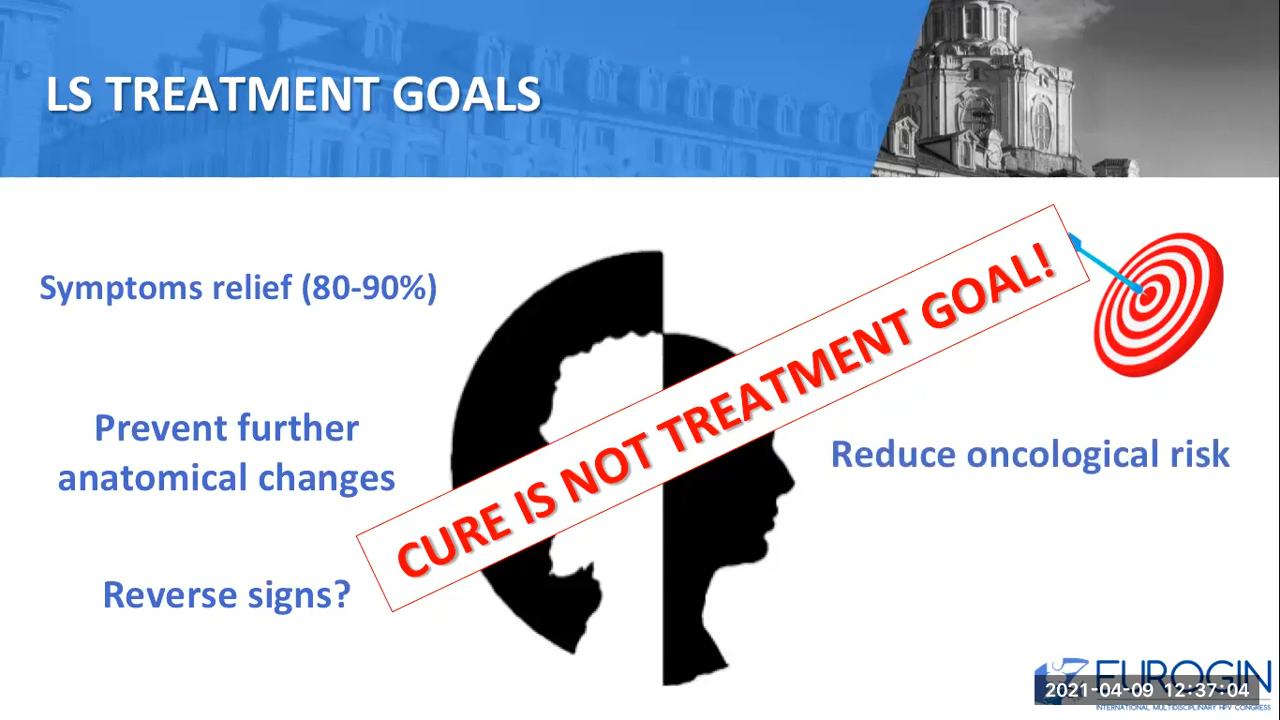 LS TREATMENT GOALS
Symptoms relief (80-90%)
Prevent further
anatomical changes
Reverse signs?
CURE IS NOT TREATMENT GOAL!
Reduce oncological risk
EUROGIN
2021-04-09 12:37:04
INTERNATIONAL MULTIDISCIPLINARY HPV CONGRESS